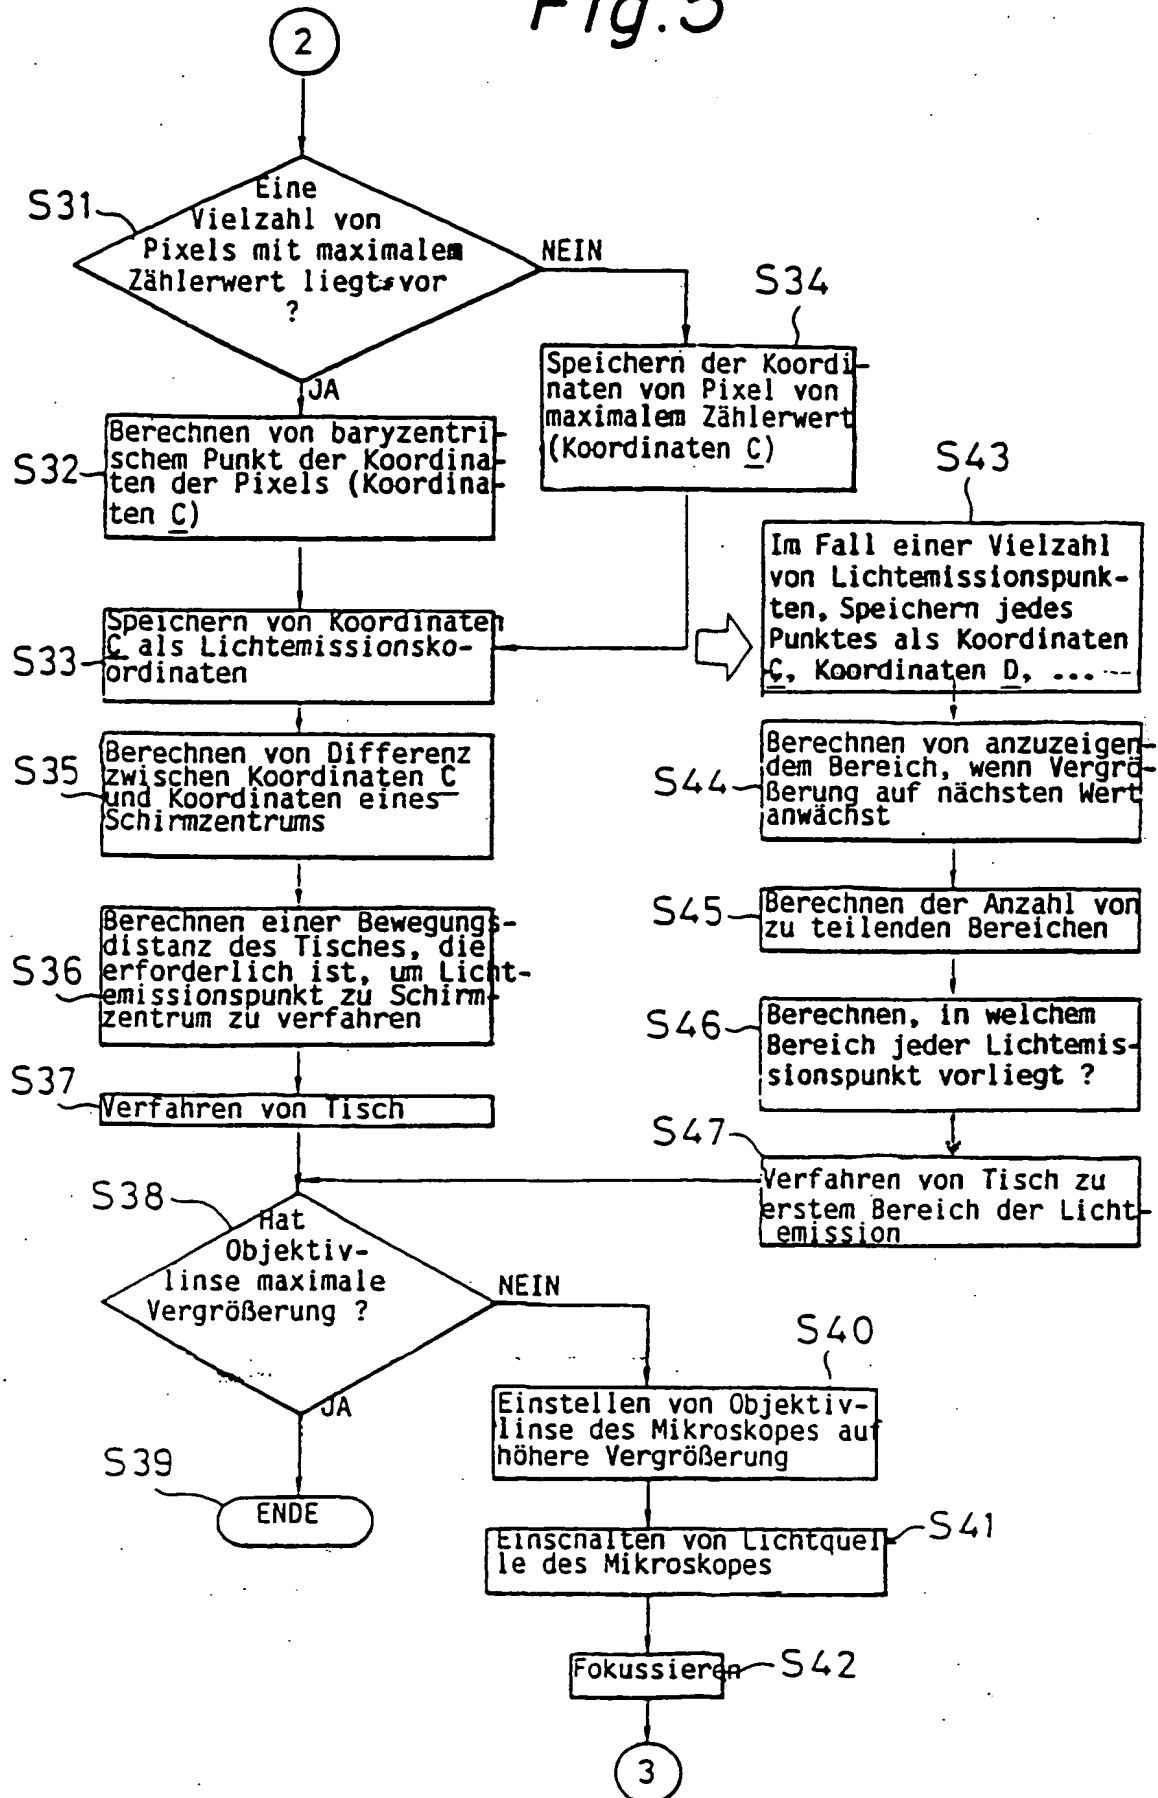 Fig.5
2
S31
Eine
Vielzahl von
Pixels mit maximalem
Zählerwert liegt vor
?
NEIN
JA
S34
Speichern der Koordi-
naten von Pixel von
maximalem Zählerwert
(Koordinaten C)
S32
Berechnen von baryzentri-
schem Punkt der Koordina-
ten der Pixels (Koordina-
ten C)
S33
Speichern von Koordinaten
C als Lichtemissionsko-
ordinaten
S43
Im Fall einer Vielzahl
von Lichtemissionspunk-
ten, Speichern jedes
Punktes als Koordinaten
C, Koordinaten D, ...
S35
Berechnen von Differenz
zwischen Koordinaten C
und Koordinaten eines
Schirmzentrums
S44
Berechnen von anzuzeigen-
dem Bereich, wenn Vergrö-
ßerung auf nächsten Wert
anwächst
S36
Berechnen einer Bewegungs-
distanz des Tisches, die
erforderlich ist, um Licht-
emissionspunkt zu Schirm-
zentrum zu verfahren
S45
Berechnen der Anzahl von
zu teilenden Bereichen
S46
Berechnen, in welchem
Bereich jeder Lichtemis-
sionspunkt vorliegt ?
S37
Verfahren von Tisch
S47
Verfahren von Tisch zu
erstem Bereich der Licht-
emission
S38
Hat
Objektiv-
linse maximale
Vergrößerung ?
NEIN
JA
S39
ENDE
S40
Einstellen von Objektiv-
linse des Mikroskopes auf
höhere Vergrößerung
S41
Einschalten von Lichtquel
le des Mikroskopes
Fokussieren
S42
3